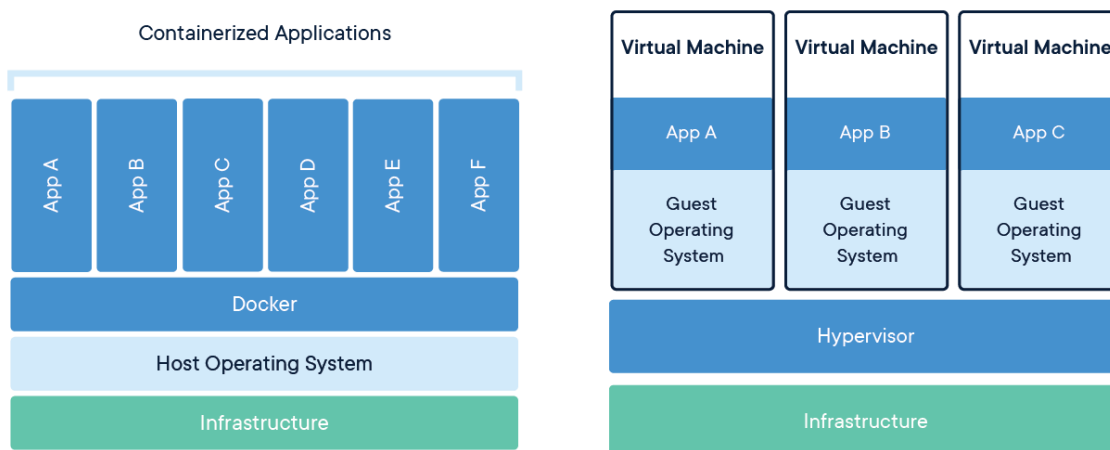 Containerized Applications
App A
App B
App C
App D
App E
App F
Docker
Host Operating System
Infrastructure
Virtual Machine
App A
Guest
Operating
System
Virtual Machine
App B
Guest
Operating
System
Virtual Machine
App C
Guest
Operating
System
Hypervisor
Infrastructure